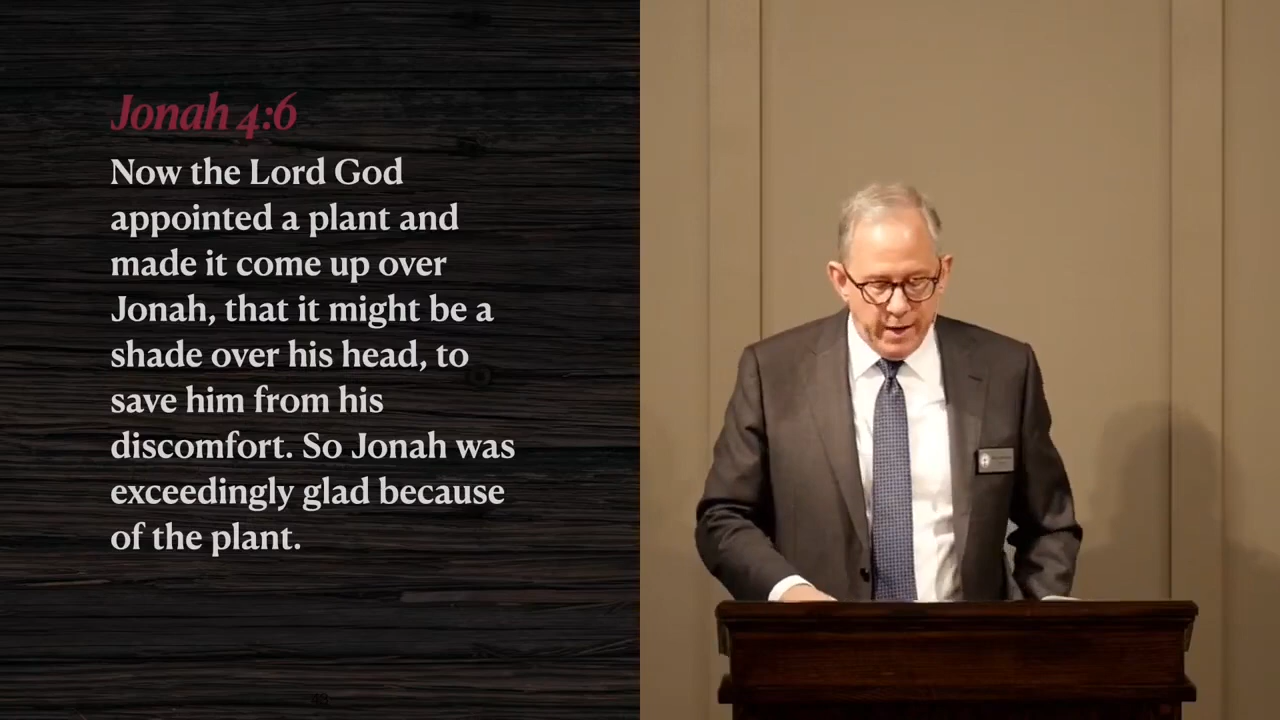 Jonah 4:6
Now the Lord God
appointed a plant and
made it come up over
Jonah, that it might be a
shade over his head, to
save him from his
discomfort. So Jonah was
exceedingly glad because
of the plant.